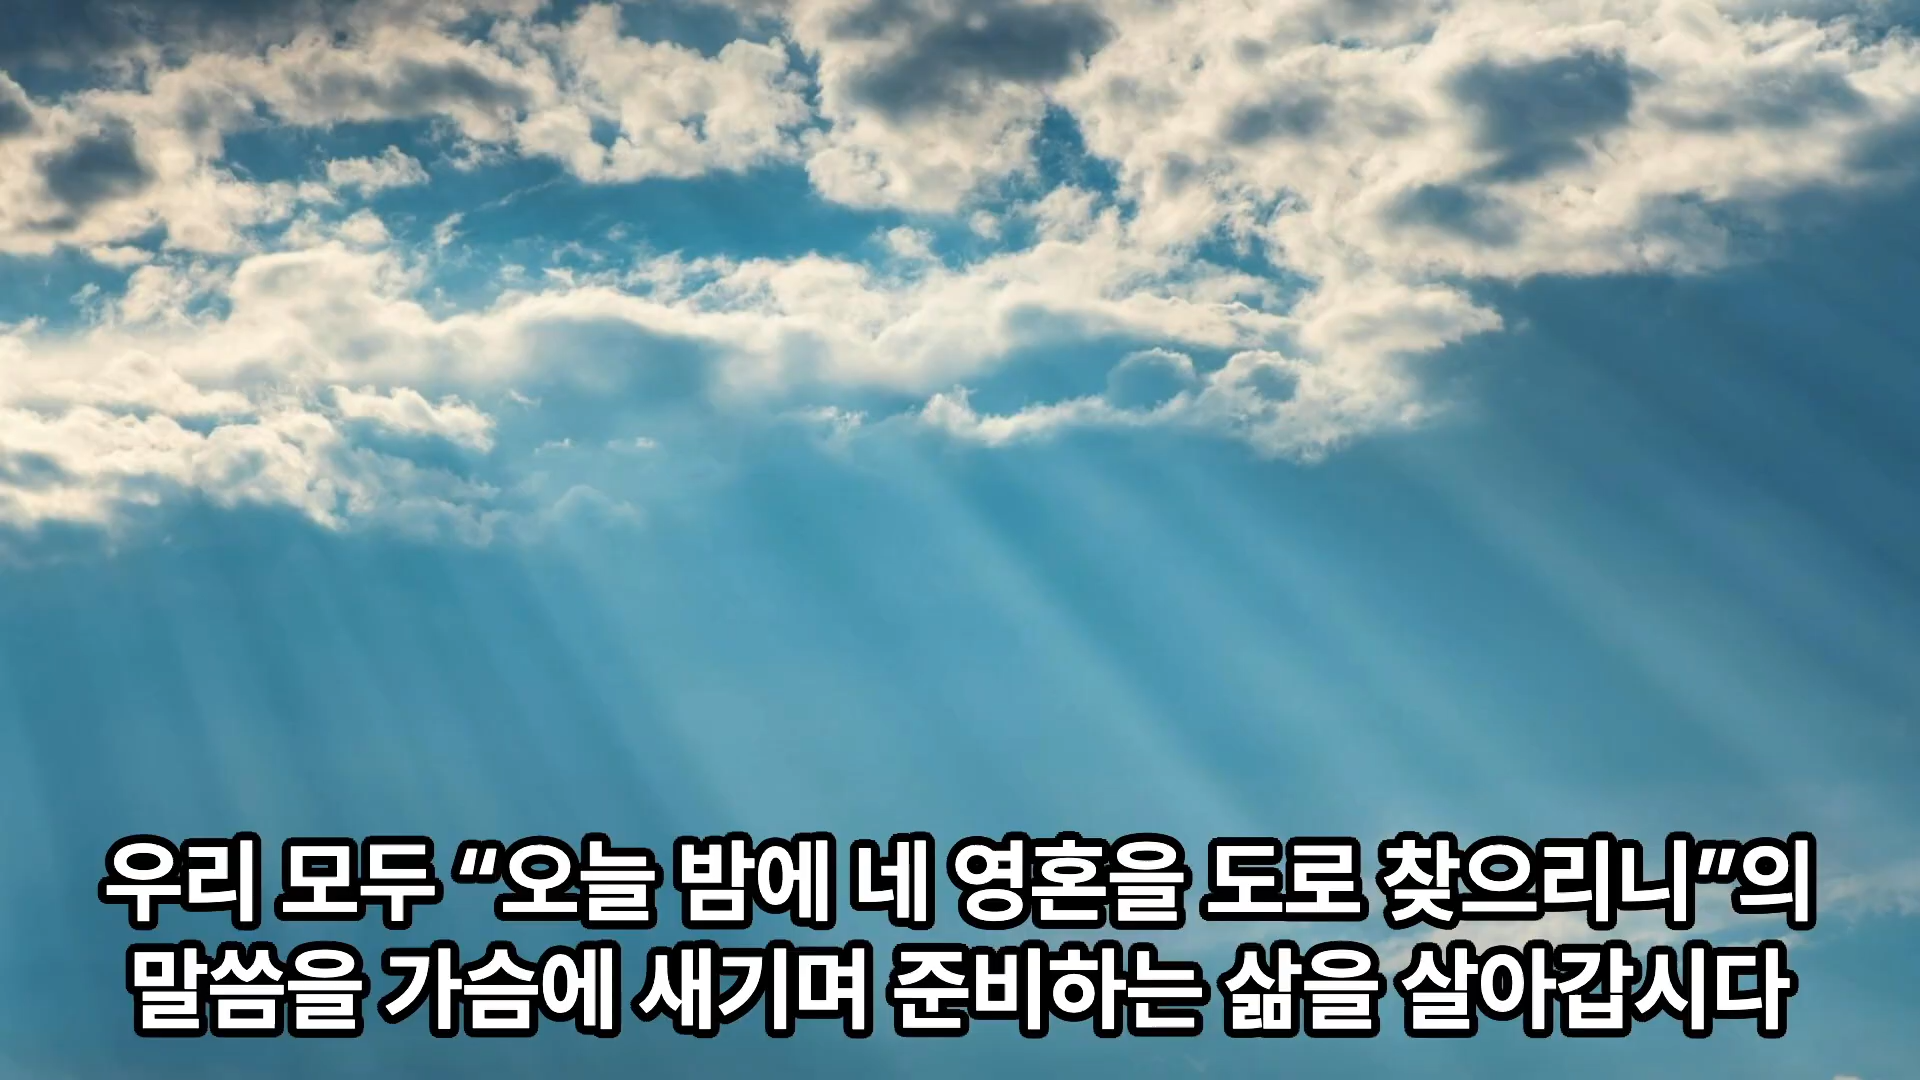 우리 모두 “오늘 밤에 네 영혼을 도로 찾으리니”의
말씀을 가슴에 새기며 준비하는 삶을 살아갑시다